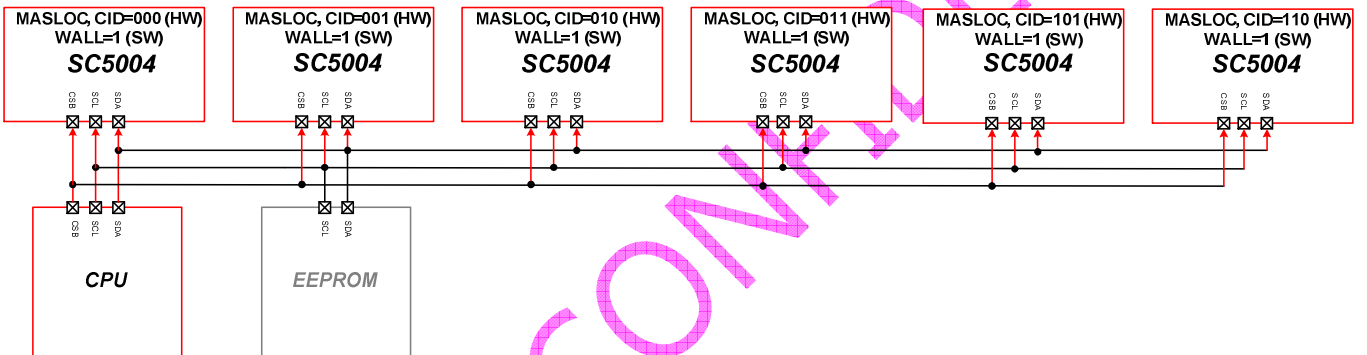 MASLOC, CID=000 (HW)
WALL=1 (SW)
SC5004
CSB
SCL
SDA
MASLOC, CID=001 (HW)
WALL=1 (SW)
SC5004
CSB
SCL
SDA
MASLOC, CID=010 (HW)
WALL=1 (SW)
SC5004
CSB
SCL
SDA
MASLOC, CID=011 (HW)
WALL=1 (SW)
SC5004
CSB
SCL
SDA
MASLOC, CID=101 (HW)
WALL=1 (SW)
SC5004
CSB
SCL
SDA
MASLOC, CID=110 (HW)
WALL=1 (SW)
SC5004
CSB
SCL
SDA
CSB
SCL
SDA
CPU
SCL
SDA
EEPROM